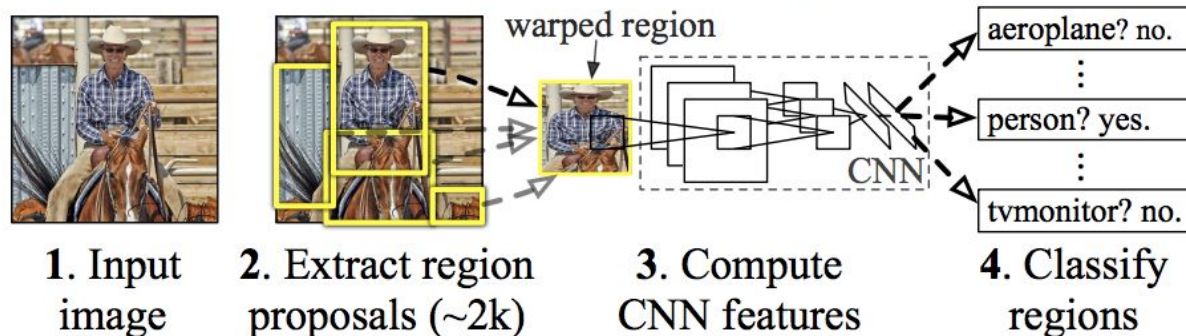 warped region
aeroplane? no.
person? yes.
CNN
tvmonitor? no.
1. Input
image
2. Extract region
proposals (~2k)
3. Compute
CNN features
4. Classify
regions